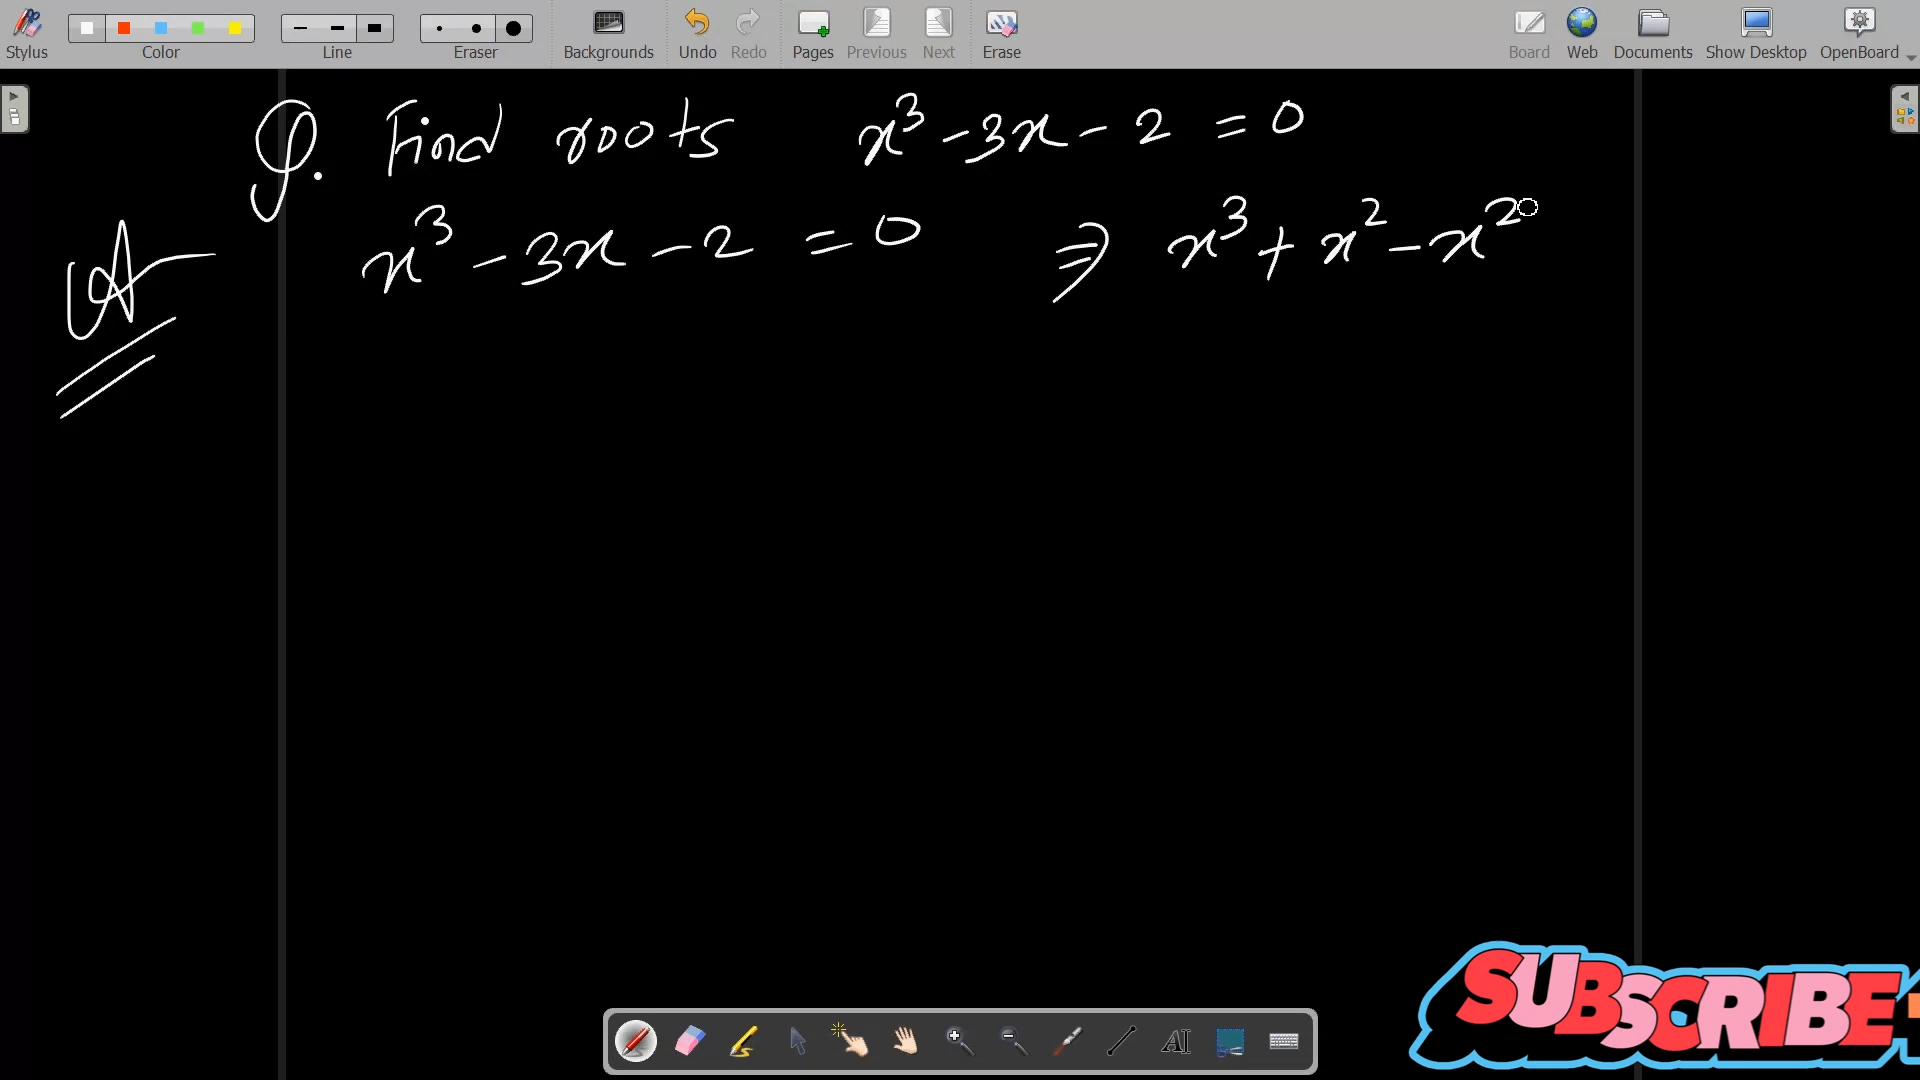 Stylus Color Line Eraser Backgrounds Undo Redo Pages Previous Next Erase Board Web Documents Show Desktop OpenBoard
Q. Find roots x³ - 3x - 2 = 0
A x³ - 3x - 2 = 0 ⇒ x³ + x² - x²
SUBSCRIBE
AI